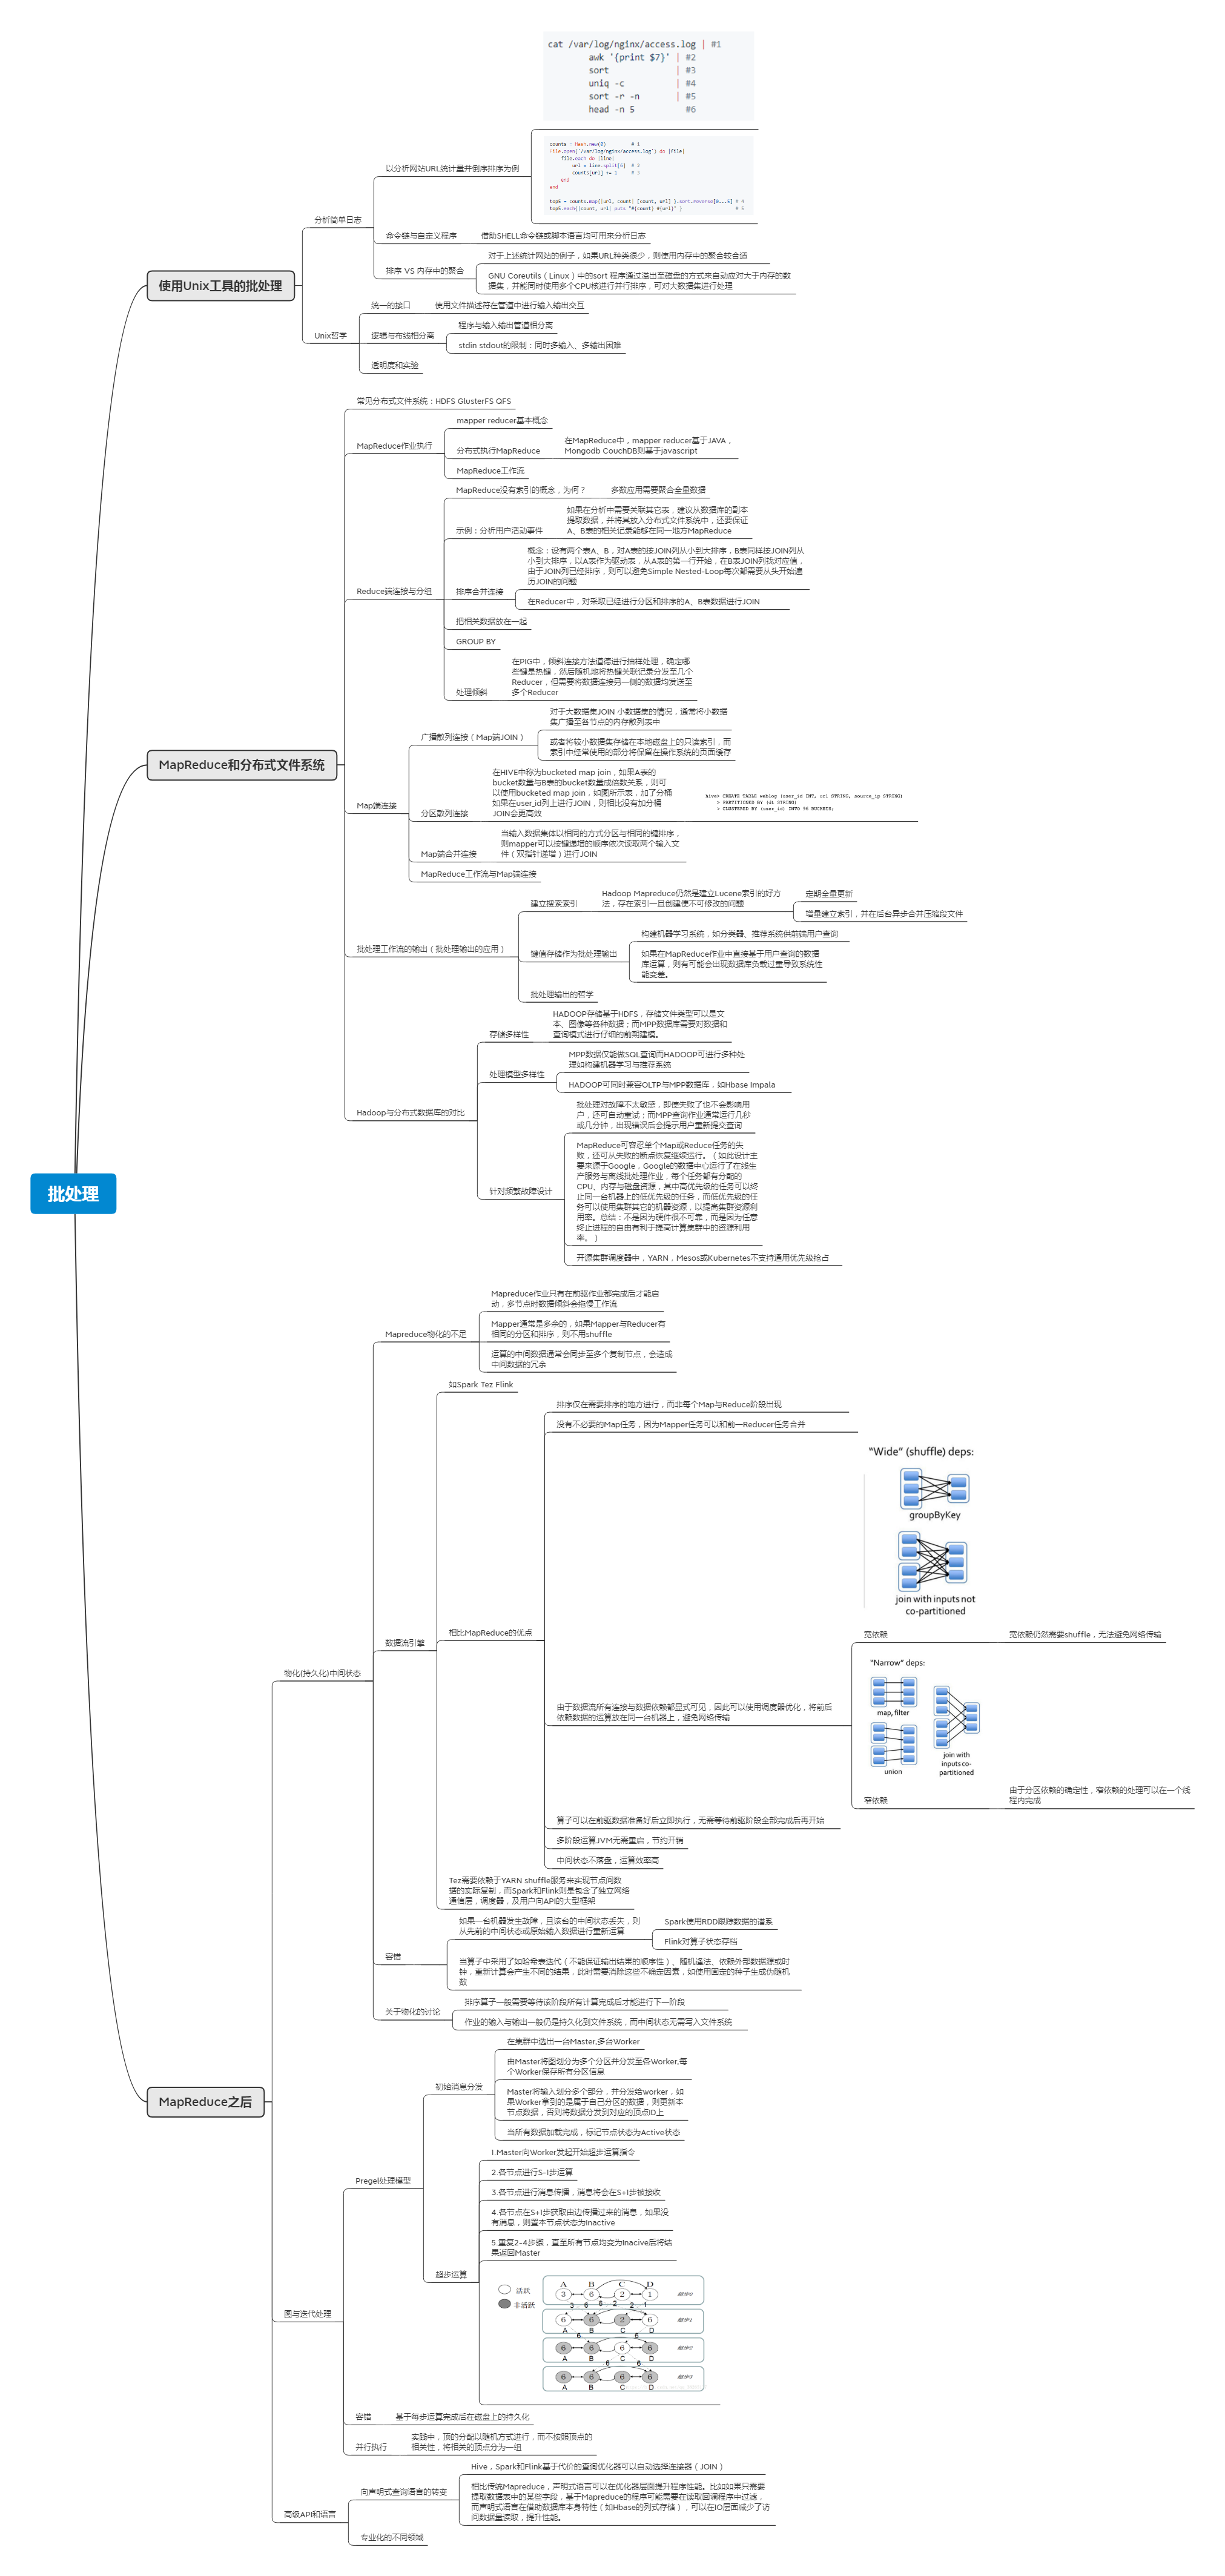 cat /var/log/nginx/access.log | #1
awk '{print $7}' | #2
sort | #3
uniq -c | #4
sort -r -n | #5
head -n 5 #6
counts = Hash.new(0) # 1
File.open('/var/log/nginx/access.log') do |file|
file.each do |line|
url = line.split[6] # 2
counts[url] += 1 # 3
end
end
top5 = counts.map{|url, count| [count, url] }.sort.reverse[0...5] # 4
top5.each{|count, url| puts "#{count} #{url}" } # 5
以分析网站URL统计量并倒序排序为例
分析简单日志
命令链与自定义程序
借助SHELL命令链或脚本语言均可用来分析日志
排序 VS 内存中的聚合
对于上述统计网站的例子，如果URL种类很少，则使用内存中的聚合较合适
GNU Coreutils（Linux）中的sort 程序通过溢出至磁盘的方式来自动应对大于内存的数
据集，并能同时使用多个CPU核进行并行排序，可对大数据集进行处理
使用Unix工具的批处理
Unix哲学
统一的接口
使用文件描述符在管道中进行输入输出交互
逻辑与布线相分离
程序与输入输出管道相分离
stdin stdout的限制：同时多输入、多输出困难
透明度和实验
常见分布式文件系统：HDFS GlusterFS QFS
MapReduce作业执行
mapper reducer基本概念
分布式执行MapReduce
在MapReduce中，mapper reducer基于JAVA，
Mongodb CouchDB则基于javascript
MapReduce工作流
Reduce端连接与分组
MapReduce没有索引的概念，为何？
多数应用需要聚合全量数据
示例：分析用户活动事件
如果在分析中需要关联其它表，建议从数据库的副本
提取数据，并将其放入分布式文件系统中，还要保证
A、B表的相关记录能够在同一地方MapReduce
排序合并连接
概念：设有两个表A、B，对A表的按JOIN列从小到大排序，B表同样按JOIN列从
小到大排序，以A表作为驱动表，从A表的第一行开始，在B表JOIN列找对应值，
由于JOIN列已经排序，则可以避免Simple Nested-Loop每次都需要从头开始遍
历JOIN的问题
在Reducer中，对采取已经进行分区和排序的A、B表数据进行JOIN
把相关数据放在一起
GROUP BY
处理倾斜
在PIG中，倾斜连接方法道德进行抽样处理，确定哪
些键是热键，然后随机地将热键关联记录分发至几个
Reducer，但需要将数据连接另一侧的数据均发送至
多个Reducer
MapReduce和分布式文件系统
Map端连接
广播散列连接（Map端JOIN）
对于大数据集JOIN 小数据集的情况，通常将小数据
集广播至各节点的内存散列表中
或者将较小数据集存储在本地磁盘上的只读索引，而
索引中经常使用的部分将保留在操作系统的页面缓存
分区散列连接
在HIVE中称为bucketed map join，如果A表的
bucket数量与B表的bucket数量成倍数关系，则可
以使用bucketed map join，如图所示表，加了分桶
如果在user_id列上进行JOIN，则相比没有加分桶
JOIN会更高效
hive> CREATE TABLE weblog (user_id INT, url STRING, source_ip STRING)
> PARTITIONED BY (dt STRING)
> CLUSTERED BY (user_id) INTO 96 BUCKETS;
Map端合并连接
当输入数据集体以相同的方式分区与相同的键排序，
则mapper可以按键递增的顺序依次读取两个输入文
件（双指针递增）进行JOIN
MapReduce工作流与Map端连接
批处理工作流的输出（批处理输出的应用）
建立搜素索引
Hadoop Mapreduce仍然是建立Lucene索引的好方
法，存在索引一旦创建便不可修改的问题
定期全量更新
增量建立索引，并在后台异步合并压缩段文件
键值存储作为批处理输出
构建机器学习系统，如分类器、推荐系统供前端用户查询
如果在MapReduce作业中直接基于用户查询的数据
库运算，则有可能会出现数据库负载过重导致系统性
能变差。
批处理输出的哲学
Hadoop与分布式数据库的对比
存储多样性
HADOOP存储基于HDFS，存储文件类型可以是文
本、图像等各种数据；而MPP数据库需要对数据和
查询模式进行仔细的前期建模。
处理模型多样性
MPP数据仅能做SQL查询而HADOOP可进行多种处
理如构建机器学习与推荐系统
HADOOP可同时兼容OLTP与MPP数据库，如Hbase Impala
针对频繁故障设计
批处理对故障不太敏感，即使失败了也不会影响用
户，还可自动重试；而MPP查询作业通常运行几秒
或几分钟，出现错误后会提示用户重新提交查询
MapReduce可容忍单个Map或Reduce任务的失
败，还可从失败的断点恢复继续运行。（如此设计主
要来源于Google，Google的数据中心运行了在线生
产服务与离线批处理作业，每个任务都有分配的
CPU、内存与磁盘资源，其中高优先级的任务可以终
止同一台机器上的低优先级的任务，而低优先级的任
务可以使用集群其它的机器资源，以提高集群资源利
用率。总结：不是因为硬件很不可靠，而是因为任意
终止进程的自由有利于提高计算集群中的资源利用
率。）
开源集群调度器中，YARN，Mesos或Kubernetes不支持通用优先级抢占
批处理
MapReduce之后
物化(持久化)中间状态
Mapreduce物化的不足
Mapreduce作业只有在前驱作业都完成后才能启
动，多节点时数据倾斜会拖慢工作流
Mapper通常是多余的，如果Mapper与Reducer有
相同的分区和排序，则不用shuffle
运算的中间数据通常会同步至多个复制节点，会造成
中间数据的冗余
数据流引擎
如Spark Tez Flink
相比MapReduce的优点
排序仅在需要排序的地方进行，而非每个Map与Reduce阶段出现
没有不必要的Map任务，因为Mapper任务可以和前一Reducer任务合并
由于数据流所有连接与数据依赖都显式可见，因此可以使用调度器优化，将前后
依赖数据的运算放在同一台机器上，避免网络传输
“Wide” (shuffle) deps:
groupByKey
join with inputs not
co-partitioned
宽依赖
宽依赖仍然需要shuffle，无法避免网络传输
“Narrow” deps:
map, filter
union
join with
inputs co-
partitioned
窄依赖
由于分区依赖的确定性，窄依赖的处理可以在一个线
程内完成
算子可以在前驱数据准备好后立即执行，无需等待前驱阶段全部完成后再开始
多阶段运算JVM无需重启，节约开销
中间状态不落盘，运算效率高
Tez需要依赖于YARN shuffle服务来实现节点间数
据的实际复制，而Spark和Flink则是包含了独立网络
通信层，调度器，及用户向API的大型框架
容错
如果一台机器发生故障，且该台的中间状态丢失，则
从先前的中间状态或原始输入数据进行重新运算
Spark使用RDD跟踪数据的谱系
Flink对算子状态存档
当算子中采用了如哈希表迭代（不能保证输出结果的顺序性）、随机逢法、依赖外部数据源或时
钟，重新计算会产生不同的结果，此时需要消除这些不确定因素，如使用固定的种子生成伪随机
数
关于物化的讨论
排序算子一般需要等待该阶段所有计算完成后才能进行下一阶段
作业的输入与输出一般仍是持久化到文件系统，而中间状态无需写入文件系统
图与迭代处理
Pregel处理模型
初始消息分发
在集群中选出一台Master,多台Worker
由Master将图划分为多个分区并分发至各Worker,每
个Worker保存所有分区信息
Master将输入划分多个部分，并分发给worker，如
果Worker拿到的是属于自己分区的数据，则更新本
节点数据，否则将数据分发到对应的顶点ID上
当所有数据加载完成，标记节点状态为Active状态
超步运算
1.Master向Worker发起开始超步运算指令
2.各节点进行S-1步运算
3.各节点进行消息传播，消息将会在S+1步被接收
4.各节点在S+1步获取由边传播过来的消息，如果没
有消息，则置本节点状态为Inactive
5.重复2-4步骤，直至所有节点均变为Inacive后将结
果返回Master
活跃
非活跃
A B C D
3 6 2 1 超步0
3 6 6 2 2 1
6 6 2 6 超步1
A B C D
6 6
6 6 6 6 超步2
A B C D
6 6
6 6 6 6 超步3
A B C D
容错
基于每步运算完成后在磁盘上的持久化
并行执行
实践中，顶的分配以随机方式进行，而不按照顶点的
相关性，将相关的顶点分为一组
高级API和语言
向声明式查询语言的转变
Hive，Spark和Flink基于代价的查询优化器可以自动选择连接器（JOIN）
相比传统Mapreduce，声明式语言可以在优化器层面提升程序性能。比如如果只需要
提取数据表中的某些字段，基于Mapreduce的程序可能需要在读取回调程序中过滤，
而声明式语言在借助数据库本身特性（如Hbase的列式存储），可以在IO层面减少了访
问数据量读取，提升性能。
专业化的不同领域